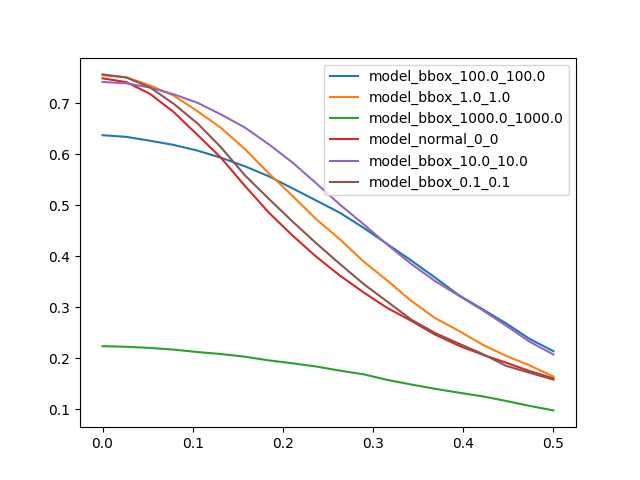 model_bbox_100.0_100.0
model_bbox_1.0_1.0
model_bbox_1000.0_1000.0
model_normal_0_0
model_bbox_10.0_10.0
model_bbox_0.1_0.1
0.7
0.6
0.5
0.4
0.3
0.2
0.1
0.0 0.1 0.2 0.3 0.4 0.5